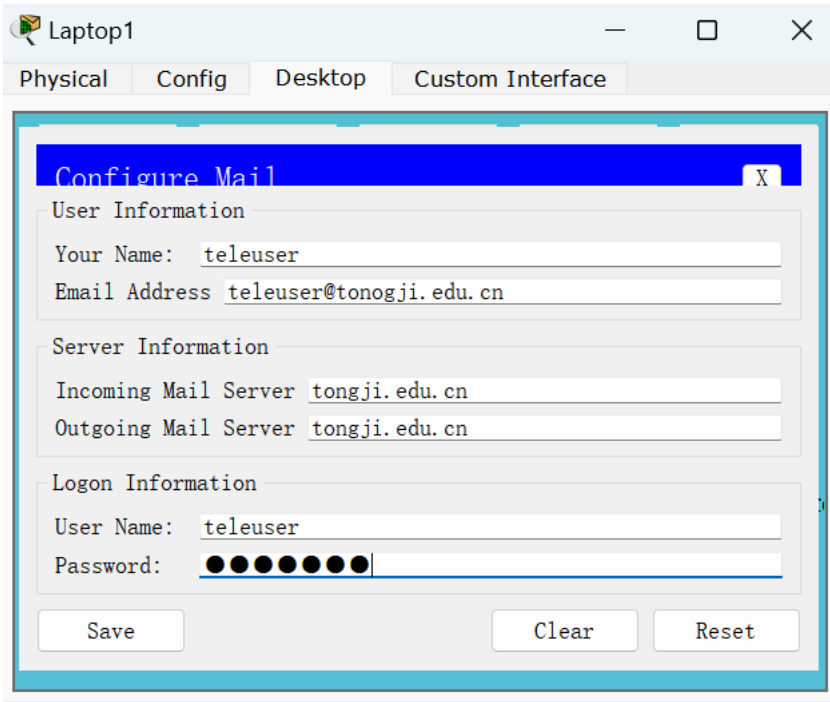 Laptop1
Physical Config Desktop Custom Interface
Configure Mail X
User Information
Your Name: teleuser
Email Address teleuser@tonogji.edu.cn
Server Information
Incoming Mail Server tongji.edu.cn
Outgoing Mail Server tongji.edu.cn
Logon Information
User Name: teleuser
Password: ●●●●●●●
Save Clear Reset